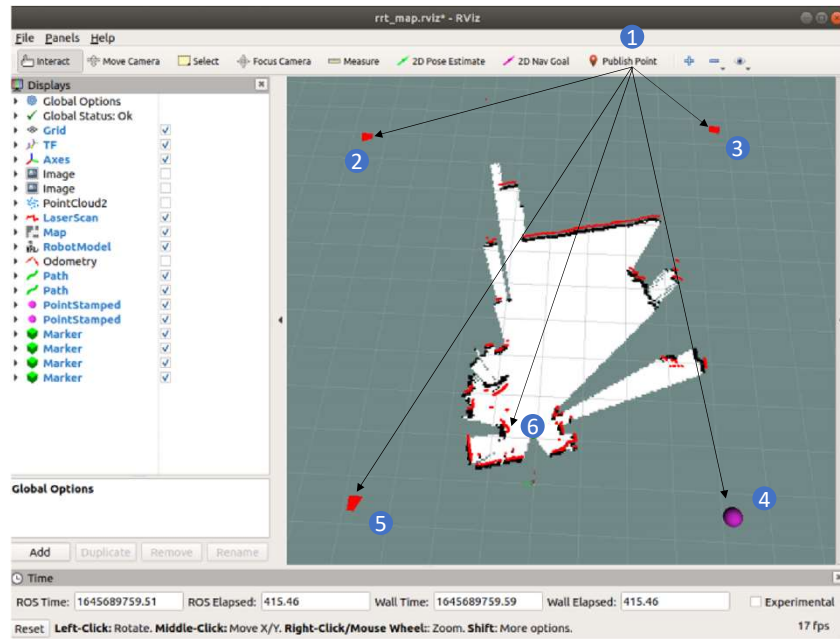 rrt_map.rviz* - RViz
File Panels Help
1
Interact Move Camera Select Focus Camera Measure 2D Pose Estimate 2D Nav Goal Publish Point
Displays
Global Options
Global Status: Ok
Grid
TF
Axes
Image
Image
PointCloud2
LaserScan
Map
RobotModel
Odometry
Path
Path
PointStamped
PointStamped
Marker
Marker
Marker
Marker
2
3
6
4
5
Global Options
Add Duplicate Remove Rename
Time
ROS Time: 1645689759.51 ROS Elapsed: 415.46 Wall Time: 1645689759.59 Wall Elapsed: 415.46 Experimental
Reset Left-Click: Rotate. Middle-Click: Move X/Y. Right-Click/Mouse Wheel:: Zoom. Shift: More options. 17 fps